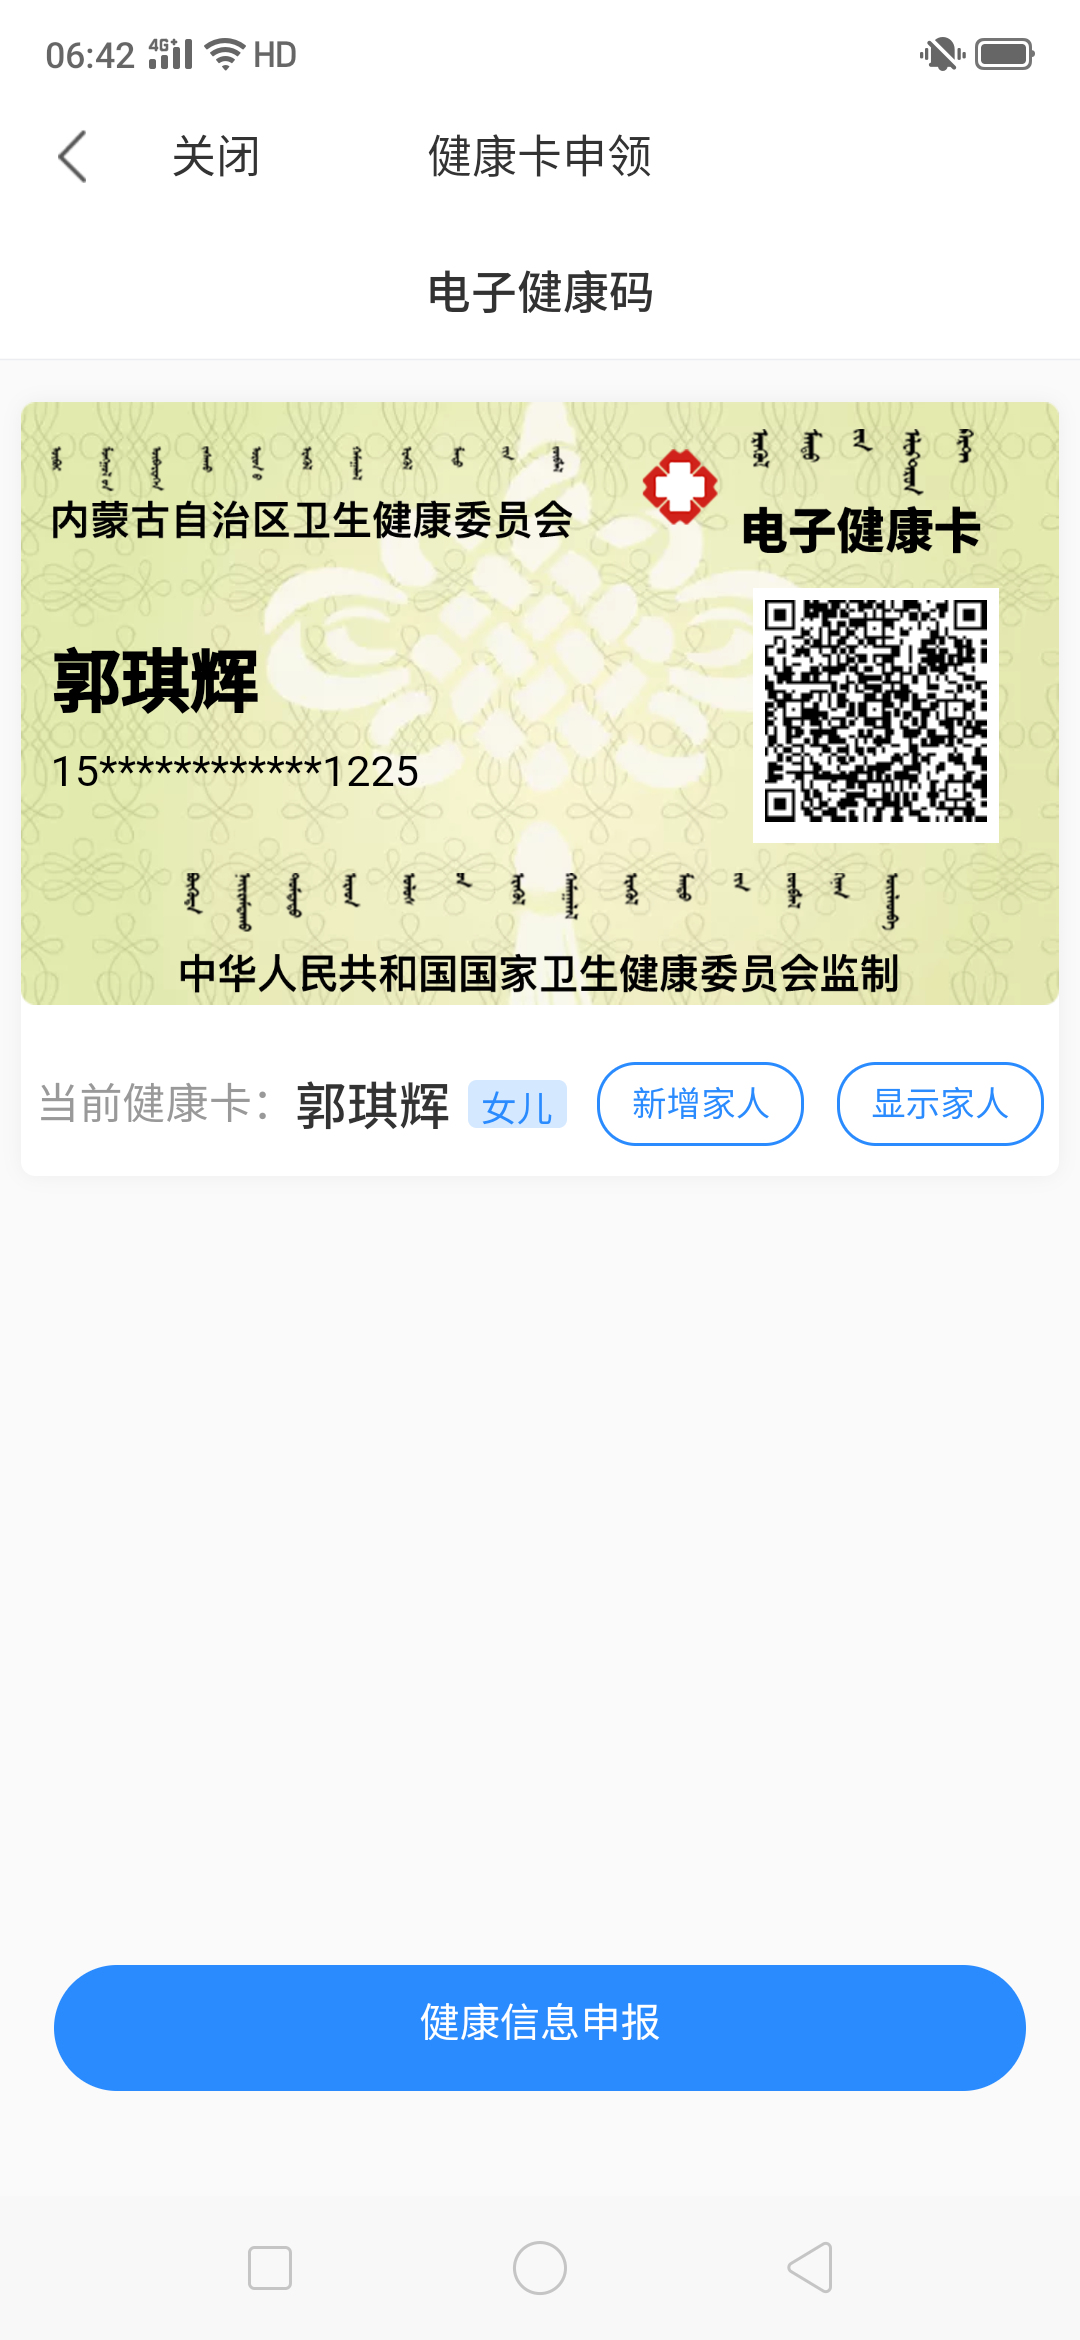 06:42 4G+ HD
关闭 健康卡申领
电子健康码
内蒙古自治区卫生健康委员会
电子健康卡
郭琪辉
15************1225
中华人民共和国国家卫生健康委员会监制
当前健康卡： 郭琪辉 女儿 新增家人 显示家人
健康信息申报